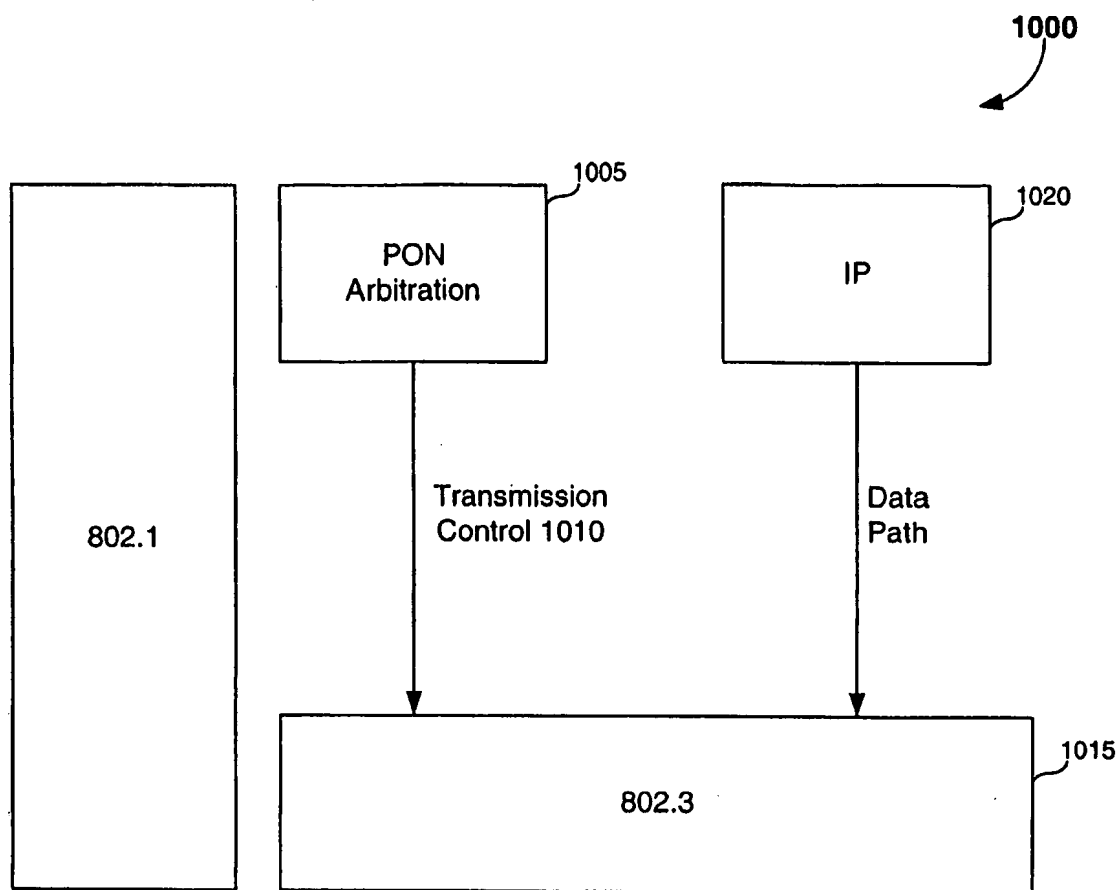 1000
1005
1020
PON
Arbitration
IP
Transmission
Control 1010
Data
Path
802.1
1015
802.3